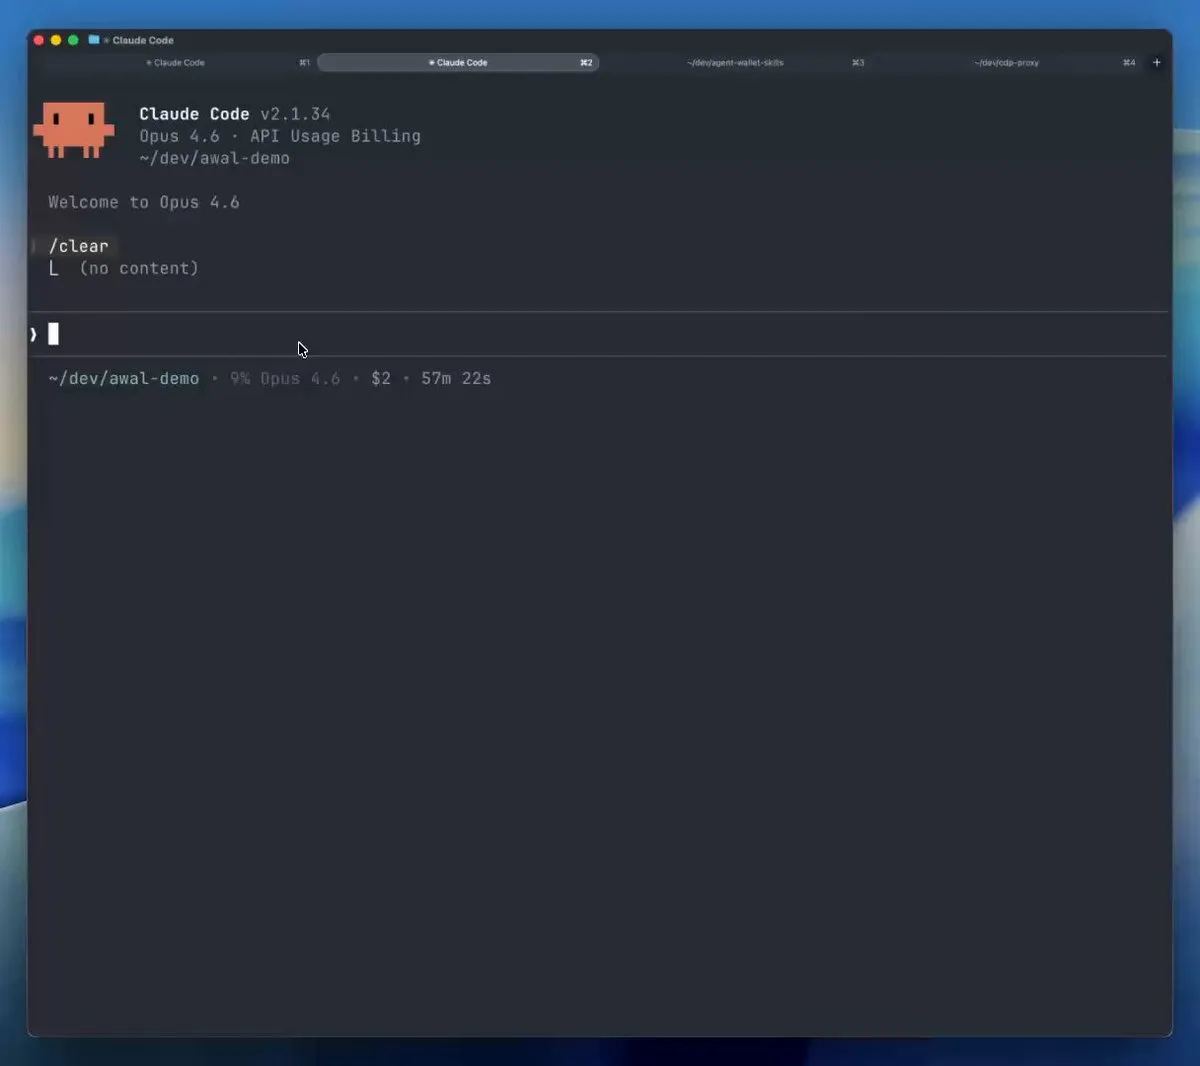 ✳ Claude Code
✳ Claude Code ⌘1 ✳ Claude Code ⌘2 ~/dev/agent-wallet-skills ⌘3 ~/dev/cdp-proxy ⌘4 +
Claude Code v2.1.34
Opus 4.6 · API Usage Billing
~/dev/awal-demo
Welcome to Opus 4.6
❯ /clear
⎿ (no content)
❯
~/dev/awal-demo · 9% Opus 4.6 · $2 · 57m 22s